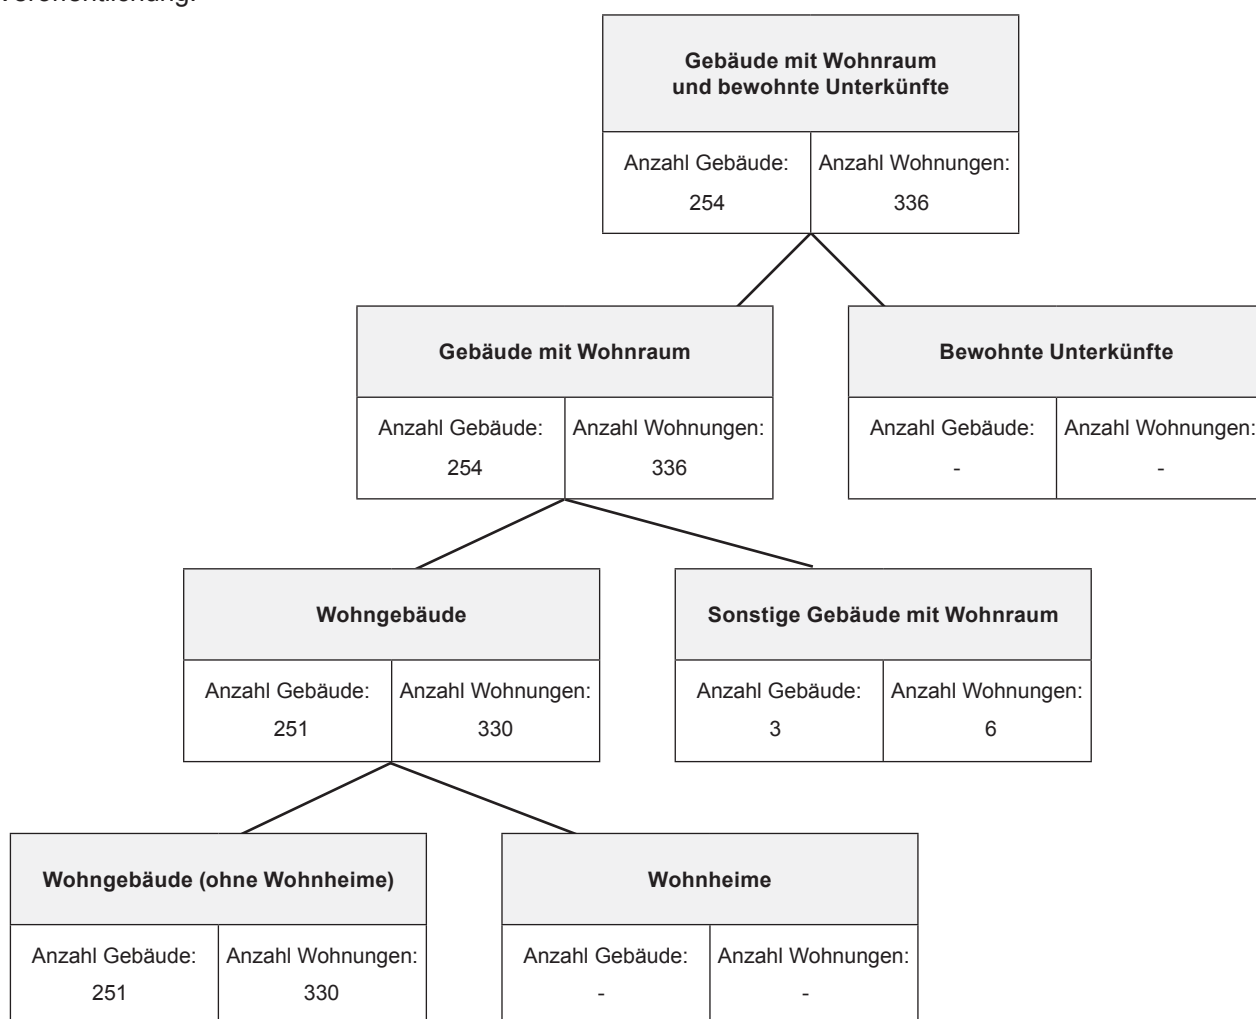 Veröffentlichung.
Gebäude mit Wohnraum
und bewohnte Unterkünfte
Anzahl Gebäude: Anzahl Wohnungen:
254 336
Gebäude mit Wohnraum Bewohnte Unterkünfte
Anzahl Gebäude: Anzahl Wohnungen: Anzahl Gebäude: Anzahl Wohnungen:
254 336 - -
Wohngebäude Sonstige Gebäude mit Wohnraum
Anzahl Gebäude: Anzahl Wohnungen: Anzahl Gebäude: Anzahl Wohnungen:
251 330 3 6
Wohngebäude (ohne Wohnheime) Wohnheime
Anzahl Gebäude: Anzahl Wohnungen: Anzahl Gebäude: Anzahl Wohnungen:
251 330 - -